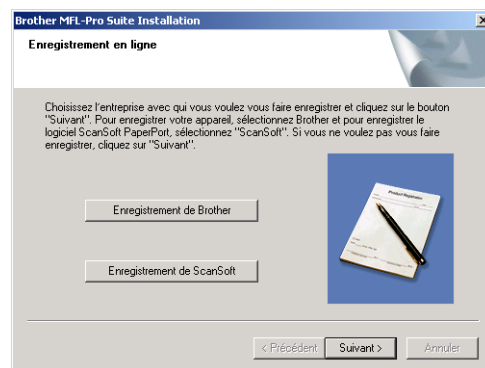 Brother MFL-Pro Suite Installation
Enregistrement en ligne
Choisissez l'entreprise avec qui vous voulez vous faire enregistrer et cliquez sur le bouton
"Suivant". Pour enregistrer votre appareil, sélectionnez Brother et pour enregistrer le
logiciel ScanSoft PaperPort, sélectionnez "ScanSoft". Si vous ne voulez pas vous faire
enregistrer, cliquez sur "Suivant".
Product Registration
Enregistrement de Brother
Enregistrement de ScanSoft
< Précédent Suivant > Annuler